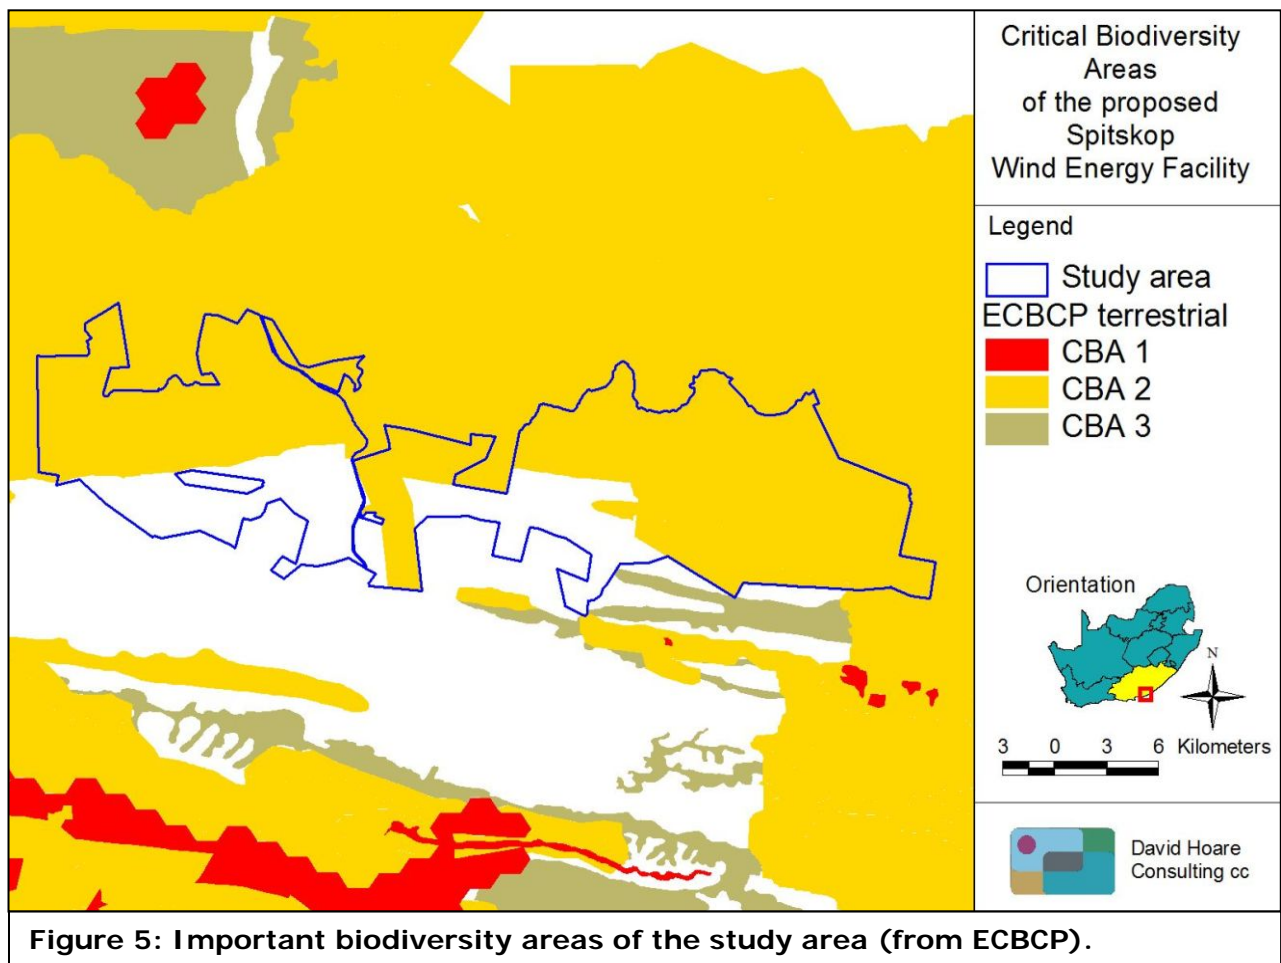 Critical Biodiversity
Areas
of the proposed
Spitskop
Wind Energy Facility
Legend
Study area
ECBCP terrestrial
CBA 1
CBA 2
CBA 3
Orientation
N
3 0 3 6 Kilometers
David Hoare
Consulting cc
Figure 5: Important biodiversity areas of the study area (from ECBCP).